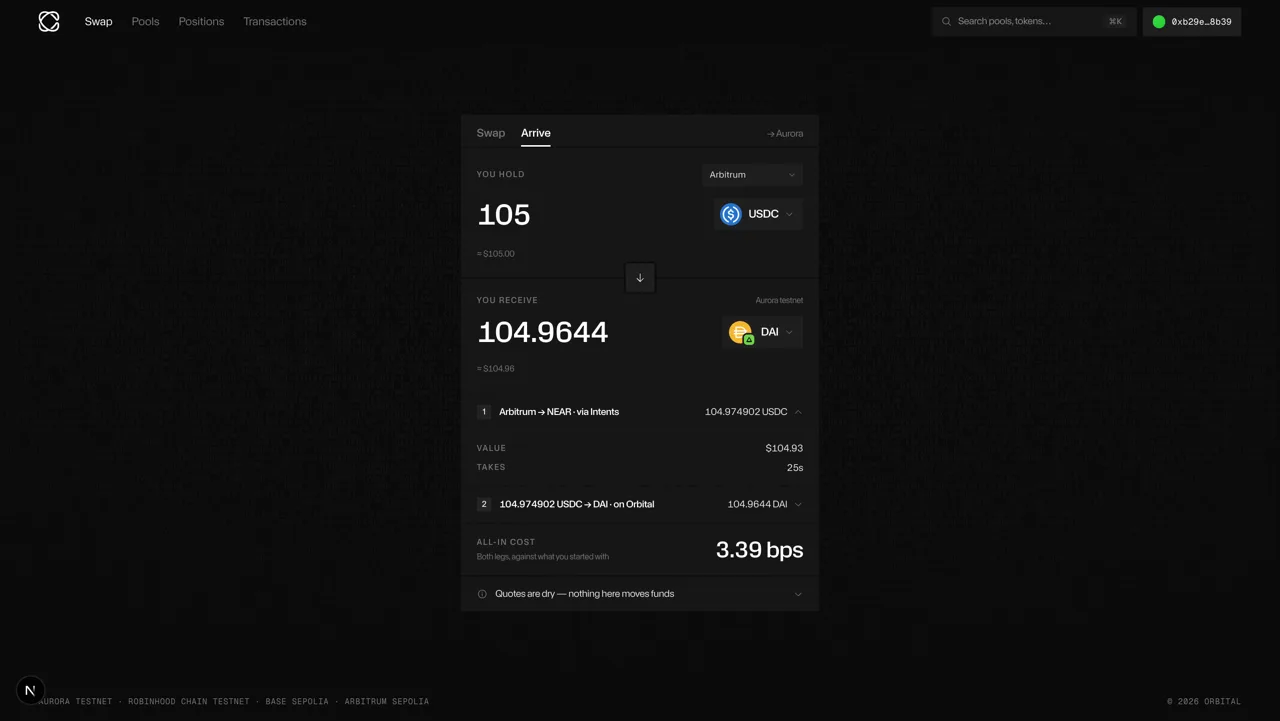 Swap Pools Positions Transactions Search pools, tokens... ⌘K 0xb29e...8b39
Swap Arrive → Aurora
YOU HOLD Arbitrum
105 USDC
≈ $105.00
YOU RECEIVE Aurora testnet
104.9644 DAI
≈ $104.96
1 Arbitrum → NEAR · via Intents 104.974902 USDC
VALUE $104.93
TAKES 25s
2 104.974902 USDC → DAI · on Orbital 104.9644 DAI
ALL-IN COST 3.39 bps
Both legs, against what you started with
Quotes are dry — nothing here moves funds
N
AURORA TESTNET · ROBINHOOD CHAIN TESTNET · BASE SEPOLIA · ARBITRUM SEPOLIA © 2026 ORBITAL